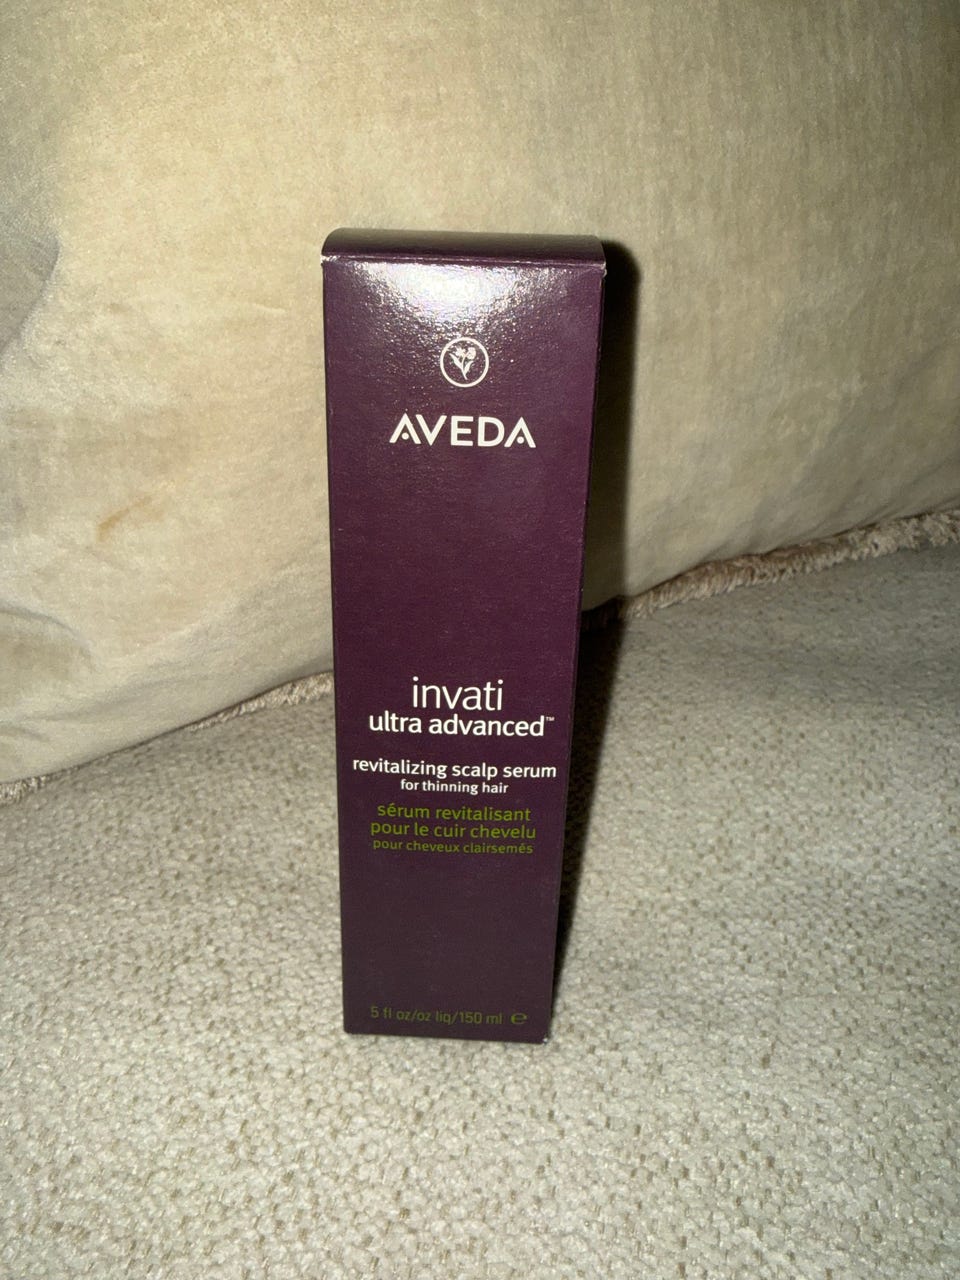 AVEDA
invati
ultra advanced™
revitalizing scalp serum
for thinning hair
sérum revitalisant
pour le cuir chevelu
pour cheveux clairsemés
5 fl oz/oz liq/150 ml ℮